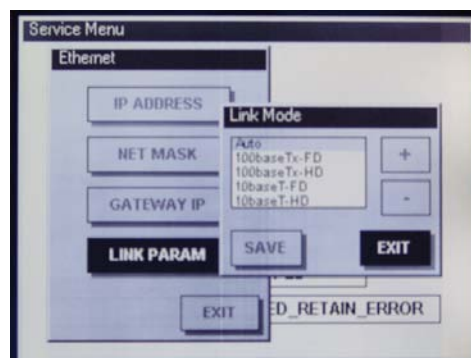 Service Menu
Ethernet
IP ADDRESS
NET MASK
GATEWAY IP
LINK PARAM
EXIT
Link Mode
Auto
100baseTx-FD
100baseTx-HD
10baseT-FD
10baseT-HD
+
-
SAVE
EXIT
ED_RETAIN_ERROR